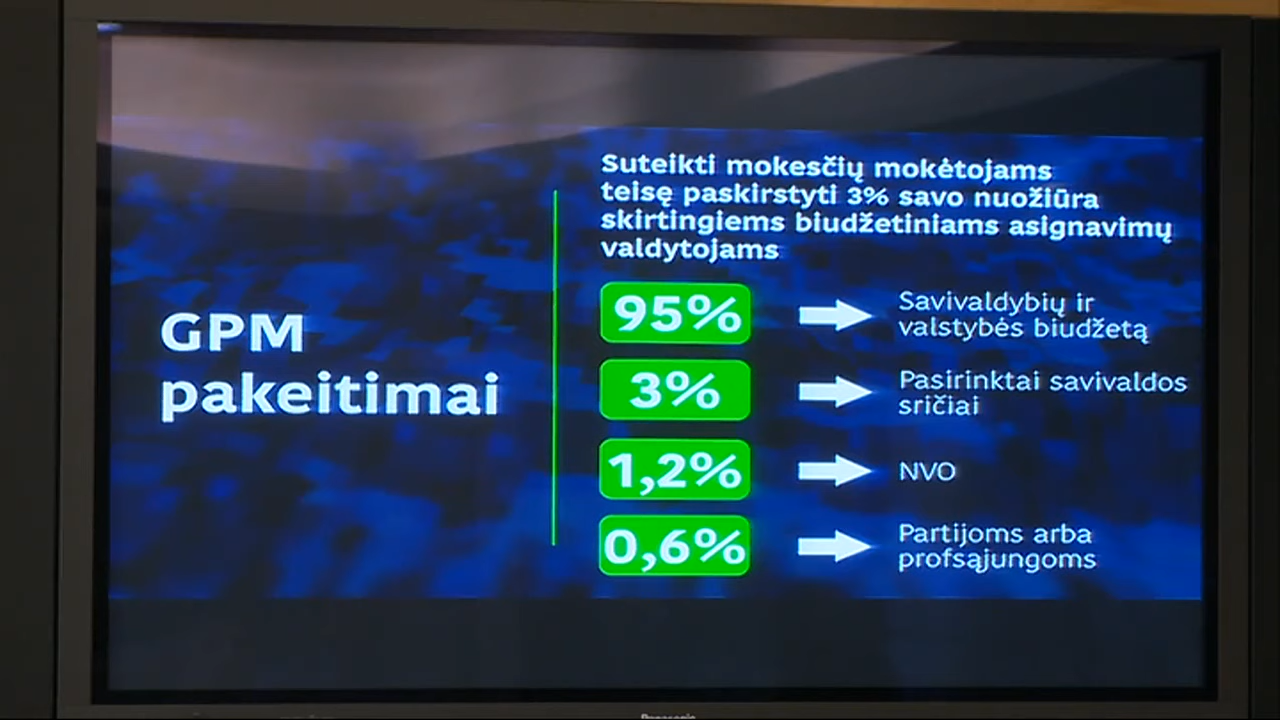 GPM
pakeitimai
Suteikti mokesčių mokėtojams
teisę paskirstyti 3% savo nuožiūra
skirtingiems biudžetiniams asignavimų
valdytojams
95%
Savivaldybių ir
valstybės biudžetą
3%
Pasirinktai savivaldos
sričiai
1,2%
NVO
0,6%
Partijoms arba
profsąjungoms
Panasonic